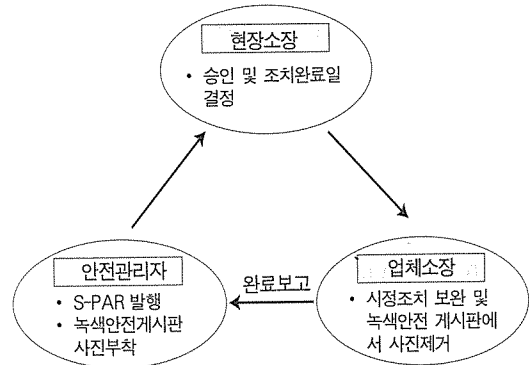 현장소장
• 승인 및 조치완료일
결정
안전관리자
• S-PAR 발행
• 녹색안전게시판
사진부착
완료보고
업체소장
• 시정조치 보완 및
녹색안전 게시판에
서 사진제거